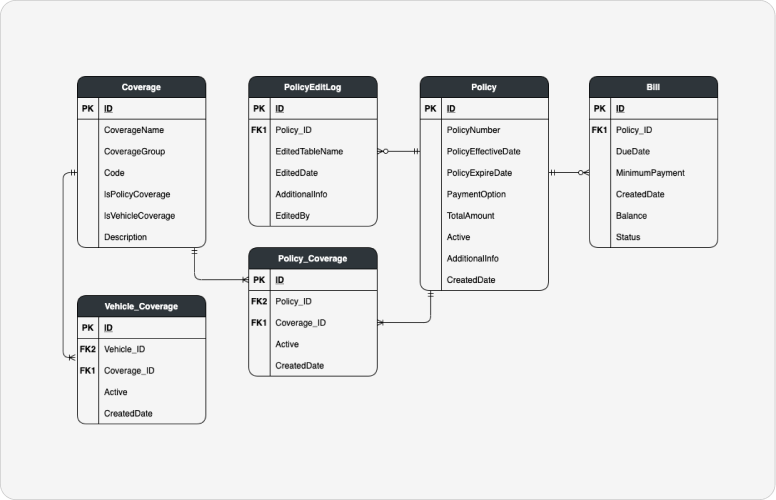 Coverage
PK ID
CoverageName
CoverageGroup
Code
IsPolicyCoverage
IsVehicleCoverage
Description
PolicyEditLog
PK ID
FK1 Policy_ID
EditedTableName
EditedDate
AdditionalInfo
EditedBy
Policy
PK ID
PolicyNumber
PolicyEffectiveDate
PolicyExpireDate
PaymentOption
TotalAmount
Active
AdditionalInfo
CreatedDate
Bill
PK ID
FK1 Policy_ID
DueDate
MinimumPayment
CreatedDate
Balance
Status
Policy_Coverage
PK ID
FK2 Policy_ID
FK1 Coverage_ID
Active
CreatedDate
Vehicle_Coverage
PK ID
FK2 Vehicle_ID
FK1 Coverage_ID
Active
CreatedDate